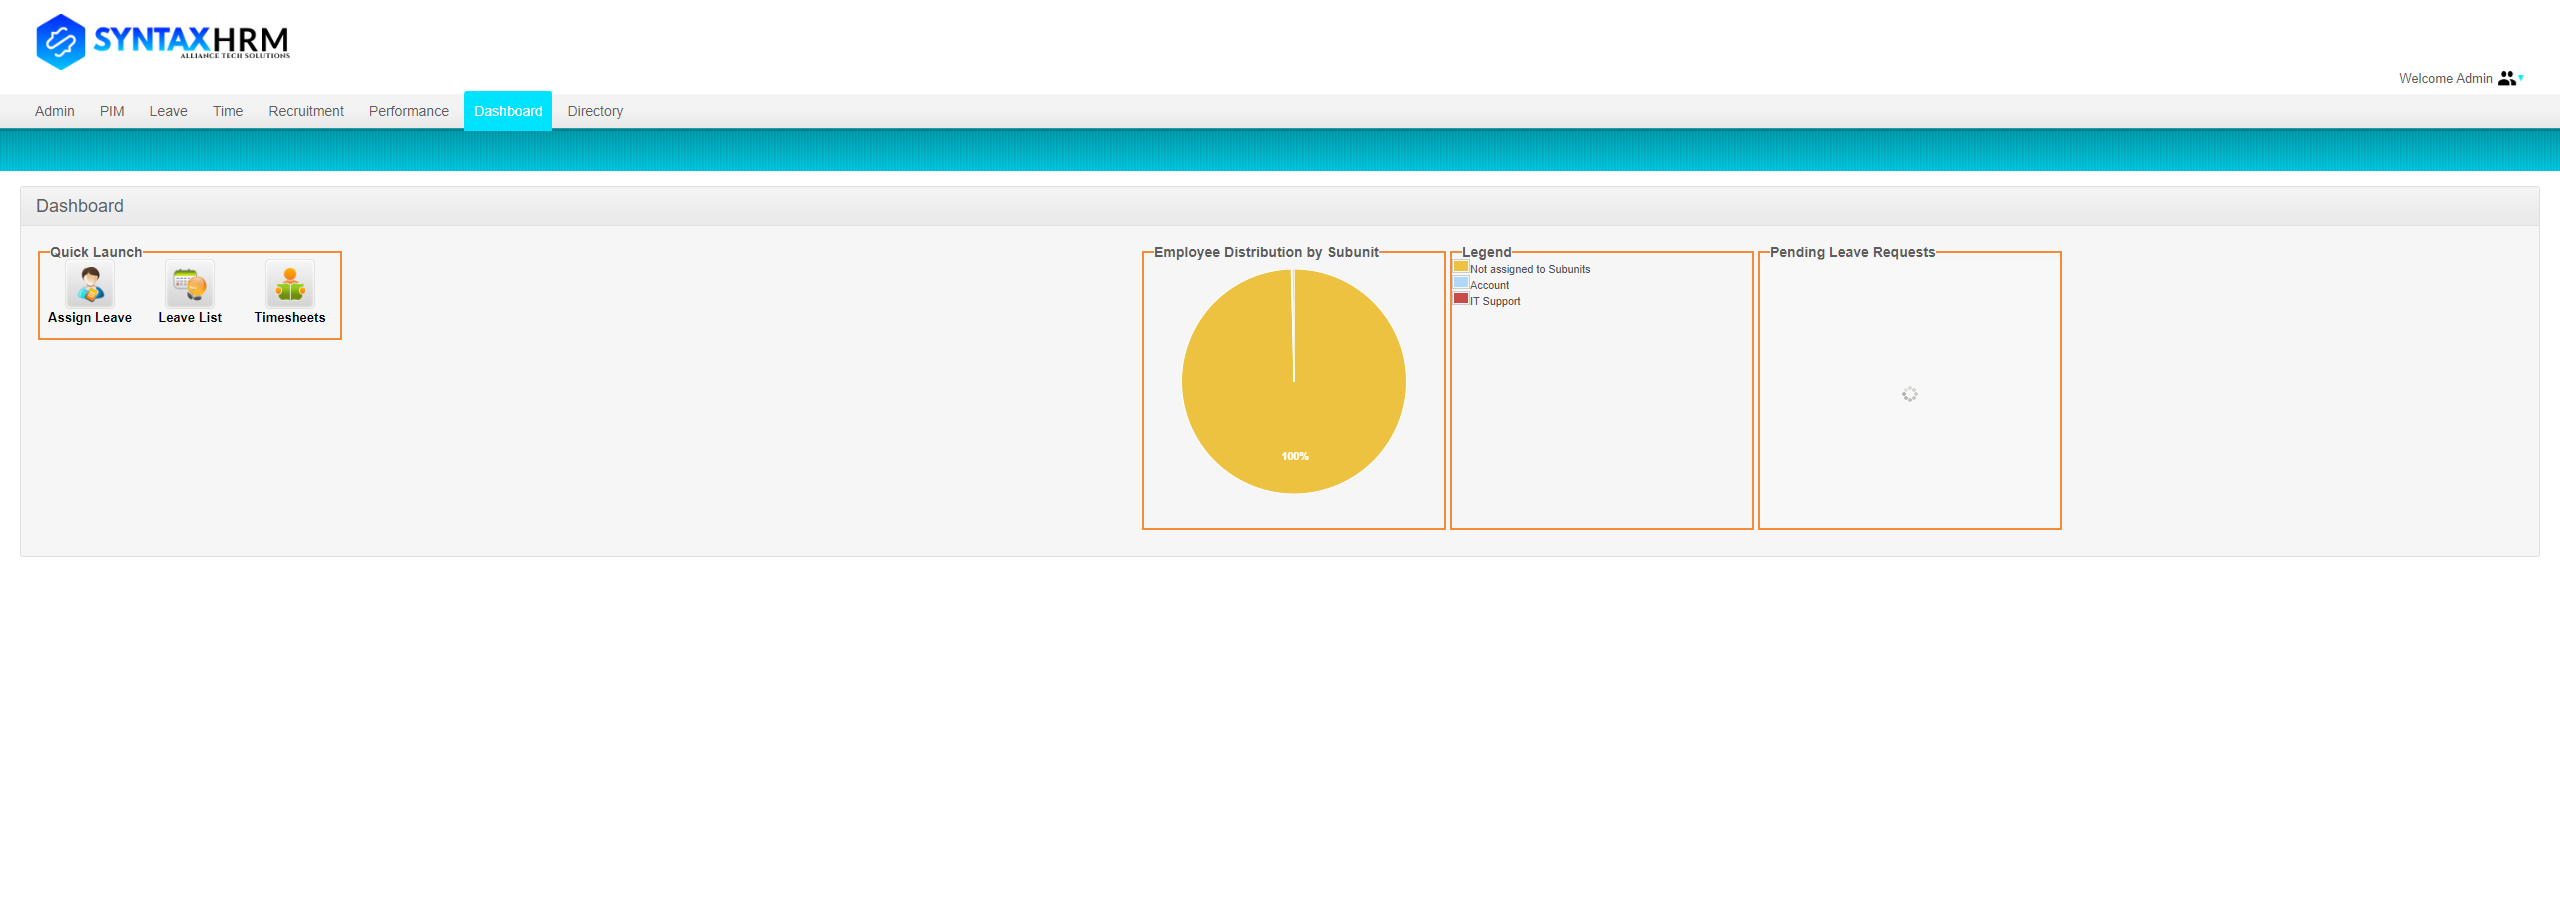 SYNTAXHRM
ALLIANCE TECH SOLUTIONS
Welcome Admin
Admin PIM Leave Time Recruitment Performance Dashboard Directory
Dashboard
Quick Launch
Assign Leave Leave List Timesheets
Employee Distribution by Subunit
100%
Legend
Not assigned to Subunits
Account
IT Support
Pending Leave Requests